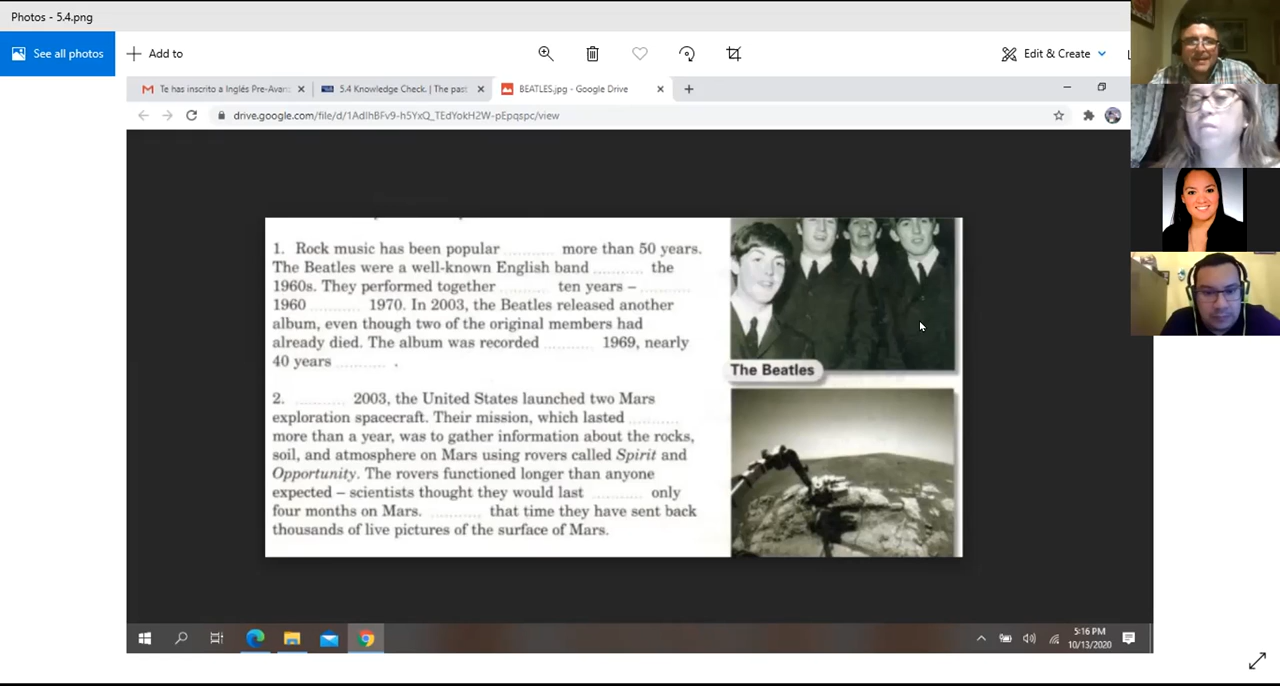 Photos - 5.4.png
See all photos
Add to
Edit & Create
Te has inscrito a Inglés Pre-Avan
5.4 Knowledge Check. | The past
BEATLES.jpg - Google Drive
drive.google.com/file/d/1AdlhBFv9-h5YxQ_TEdYokH2W-pEpqspc/view
1. Rock music has been popular .......... more than 50 years.
The Beatles were a well-known English band .......... the
1960s. They performed together .......... ten years – ..........
1960 .......... 1970. In 2003, the Beatles released another
album, even though two of the original members had
already died. The album was recorded .......... 1969, nearly
40 years .......... .
The Beatles
2. .......... 2003, the United States launched two Mars
exploration spacecraft. Their mission, which lasted ..........
more than a year, was to gather information about the rocks,
soil, and atmosphere on Mars using rovers called Spirit and
Opportunity. The rovers functioned longer than anyone
expected – scientists thought they would last .......... only
four months on Mars. .......... that time they have sent back
thousands of live pictures of the surface of Mars.
5:16 PM
10/13/2020